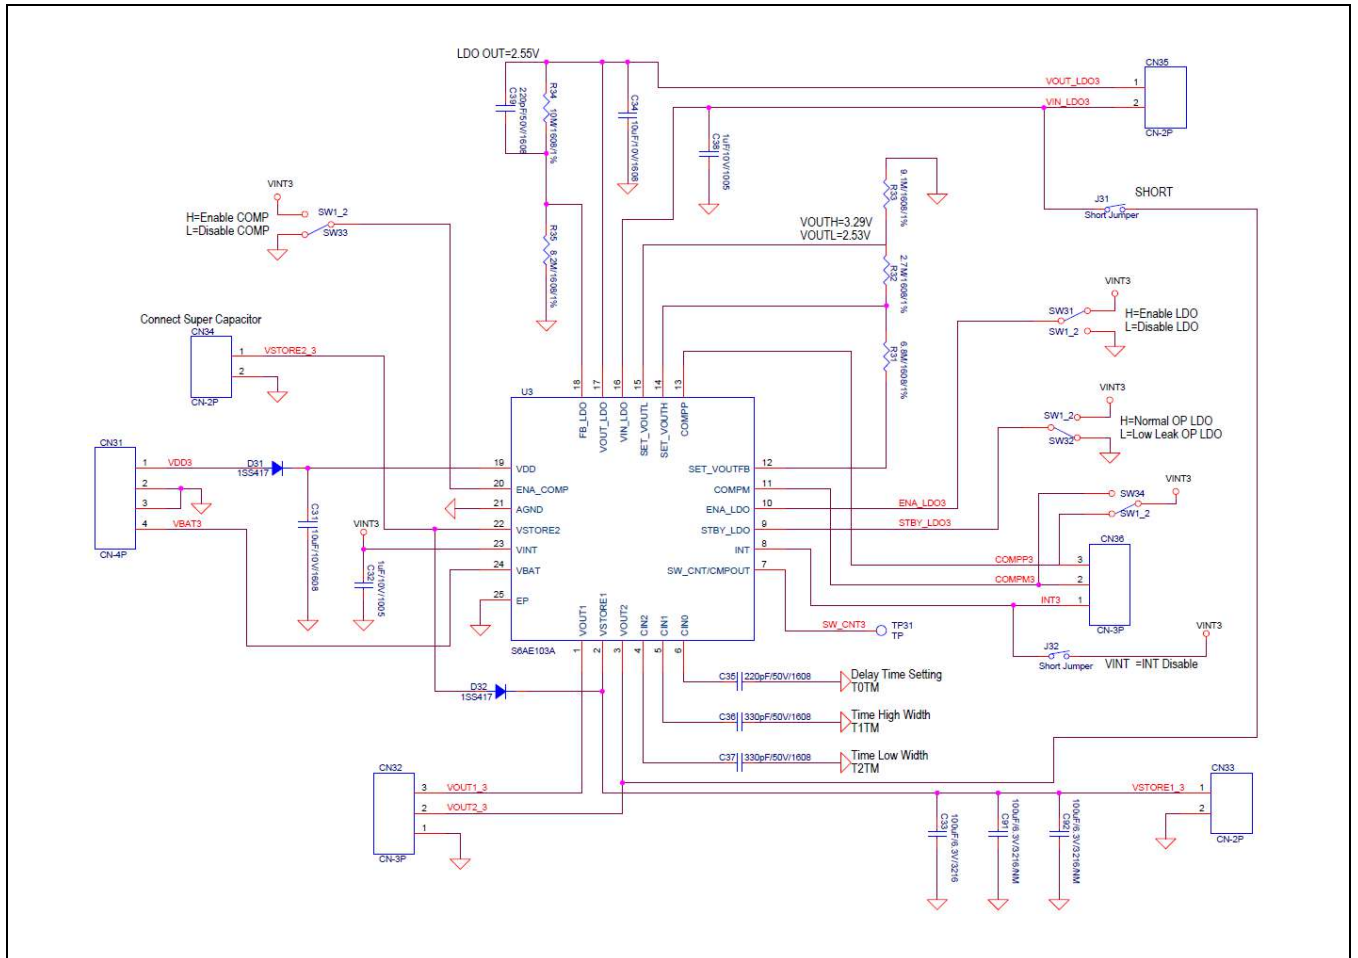 LDO OUT=2.55V
CN35
VOUT_LDO3
1
VIN_LDO3
2
CN-2P
C39
220pF/50V/1608
R34
10M/1608/1%
C34
10uF/10V/1608
C38
1uF/10V/1005
9.1M/1608/1%
R33
J31
SHORT
Short Jumper
VINT3
H=Enable COMP
L=Disable COMP
SW1_2
SW33
R35
8.2M/1608/1%
VOUTH=3.29V
VOUTL=2.53V
2.7M/1608/1%
R32
VINT3
SW31
SW1_2
H=Enable LDO
L=Disable LDO
Connect Super Capacitor
CN34
1
VSTORE2_3
2
CN-2P
6.8M/1608/1%
R31
VINT3
SW1_2
SW32
H=Normal OP LDO
L=Low Leak OP LDO
U3
18
17
16
15
14
13
FB_LDO
VOUT_LDO
VIN_LDO
SET_VOUTL
SET_VOUTH
COMPP
CN31
1
VDD3
2
3
4
VBAT3
CN-4P
D31
1SS417
C31
10uF/10V/1608
VINT3
C32
1uF/10V/1005
19
VDD
20
ENA_COMP
21
AGND
22
VSTORE2
23
VINT
24
VBAT
25
EP
SET_VOUTFB
12
COMPM
11
ENA_LDO
10
ENA_LDO3
STBY_LDO
9
STBY_LDO3
INT
8
SW_CNT/CMPOUT
7
VINT3
SW34
SW1_2
CN36
COMPP3
3
COMPM3
2
INT3
1
CN-3P
VOUT1
VSTORE1
VOUT2
CIN2
CIN1
CIN0
S6AE103A
1
2
3
4
5
6
SW_CNT3
TP31
TP
VINT3
J32
Short Jumper
VINT =INT Disable
D32
1SS417
C35
220pF/50V/1608
Delay Time Setting
T0TM
C36
330pF/50V/1608
Time High Width
T1TM
C37
330pF/50V/1608
Time Low Width
T2TM
CN32
3
VOUT1_3
2
VOUT2_3
1
CN-3P
CN33
VSTORE1_3
1
2
CN-2P
C33
100uF/6.3V/3216
C91
100uF/6.3V/3216/NM
C92
100uF/6.3V/3216/NM